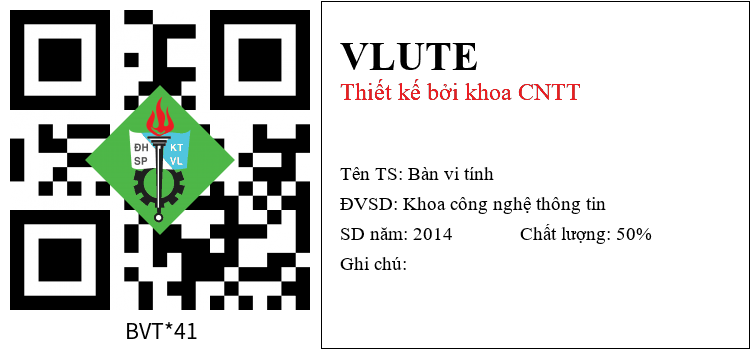 ĐH KT
SP VL
BVT*41
VLUTE
Thiết kế bởi khoa CNTT
Tên TS: Bàn vi tính
ĐVSD: Khoa công nghệ thông tin
SD năm: 2014 Chất lượng: 50%
Ghi chú: